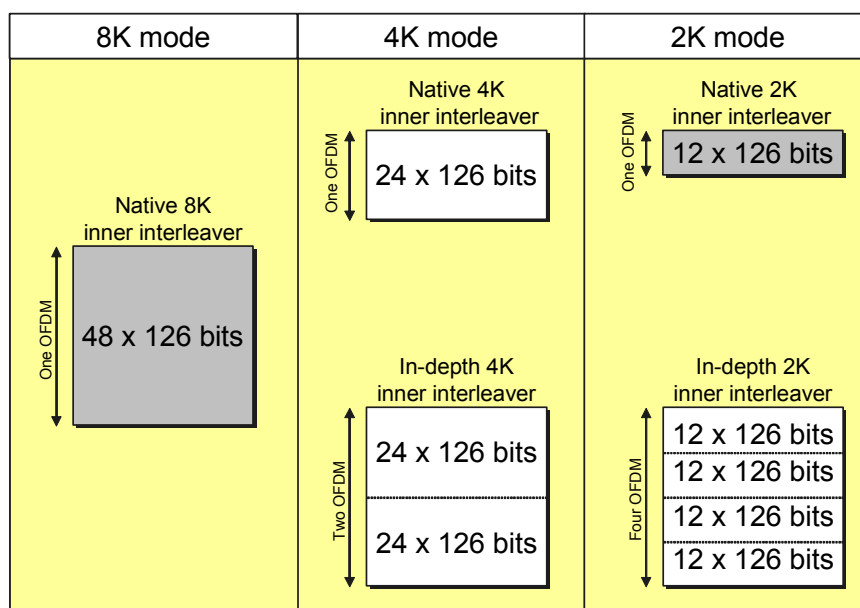 8K mode
4K mode
2K mode
Native 8K
inner interleaver
One OFDM
48 x 126 bits
Native 4K
inner interleaver
One OFDM
24 x 126 bits
In-depth 4K
inner interleaver
Two OFDM
24 x 126 bits
24 x 126 bits
Native 2K
inner interleaver
One OFDM
12 x 126 bits
In-depth 2K
inner interleaver
Four OFDM
12 x 126 bits
12 x 126 bits
12 x 126 bits
12 x 126 bits